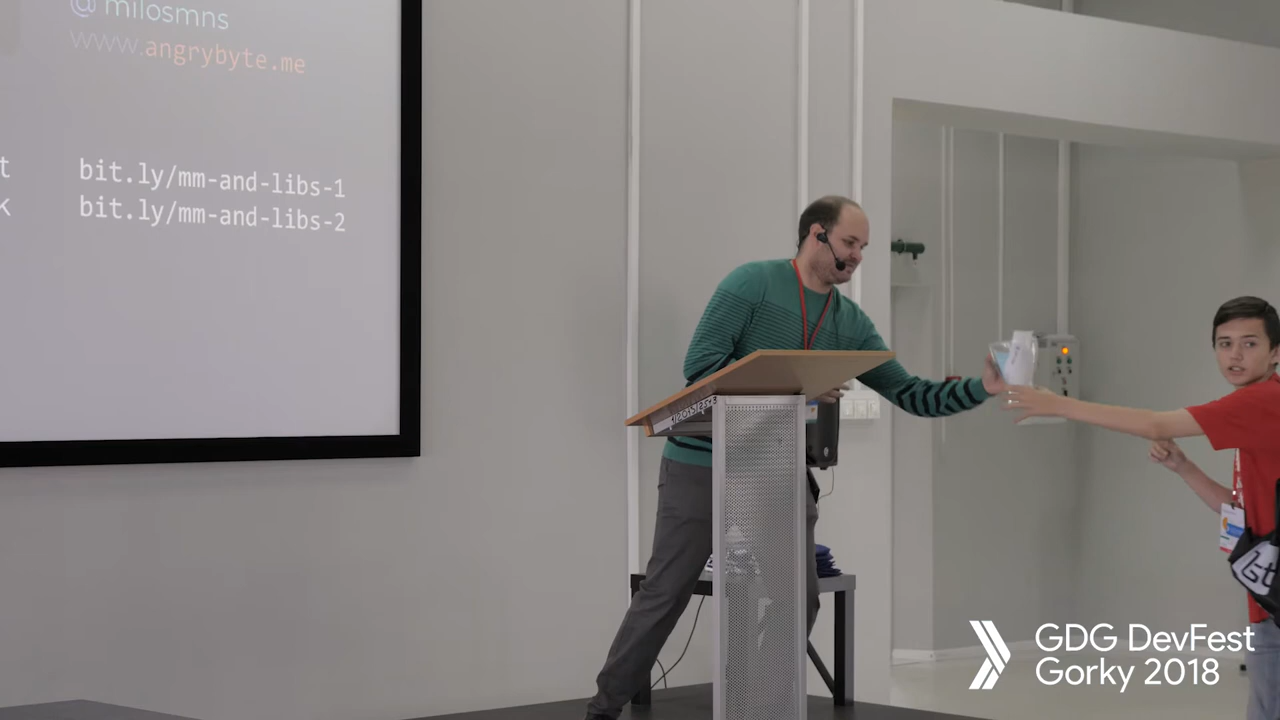 @milosmns
www.angrybyte.me
t bit.ly/mm-and-libs-1
k bit.ly/mm-and-libs-2
GDG DevFest
Gorky 2018